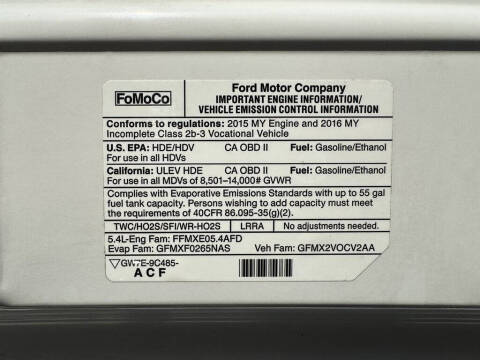 FoMoCo
Ford Motor Company
IMPORTANT ENGINE INFORMATION/
VEHICLE EMISSION CONTROL INFORMATION
Conforms to regulations: 2015 MY Engine and 2016 MY
Incomplete Class 2b-3 Vocational Vehicle
U.S. EPA: HDE/HDV CA OBD II Fuel: Gasoline/Ethanol
For use in all HDVs
California: ULEV HDE CA OBD II Fuel: Gasoline/Ethanol
For use in all MDVs of 8,501-14,000# GVWR
Complies with Evaporative Emissions Standards with up to 55 gal
fuel tank capacity. Persons wishing to add capacity must meet
the requirements of 40CFR 86.095-35(g)(2).
TWC/HO2S/SFI/WR-HO2S LRRA No adjustments needed.
5.4L-Eng Fam: FFMXE05.4AFD
Evap Fam: GFMXF0265NAS Veh Fam: GFMX2VOCV2AA
GW7E-9C485-
ACF